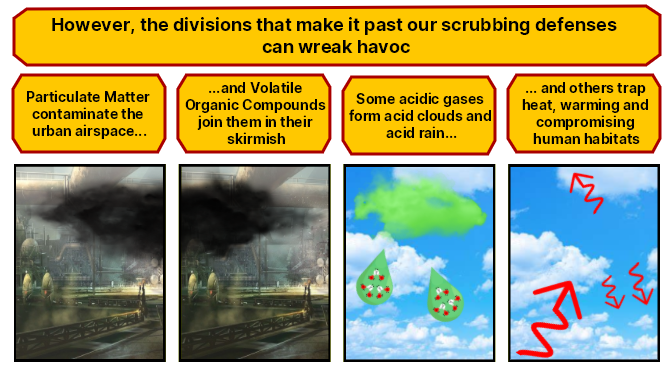 However, the divisions that make it past our scrubbing defenses
can wreak havoc
Particulate Matter
contaminate the
urban airspace...
...and Volatile
Organic Compounds
join them in their
skirmish
Some acidic gases
form acid clouds and
acid rain...
... and others trap
heat, warming and
compromising
human habitats